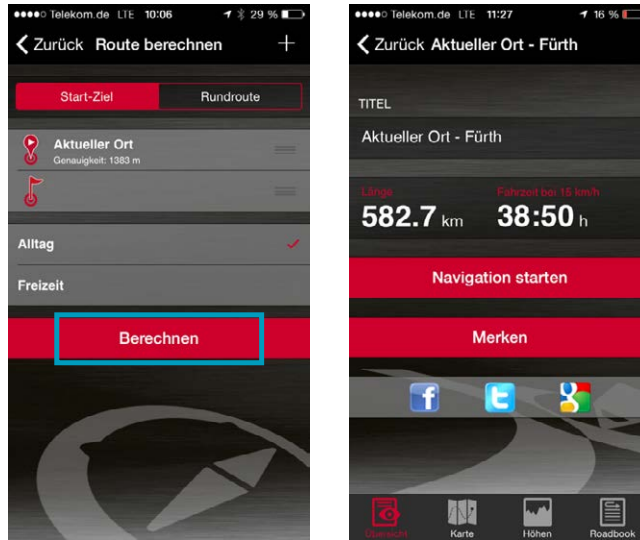 Telekom.de LTE 10:06 29 %
Zurück Route berechnen +
Start-Ziel Rundroute
Aktueller Ort
Genauigkeit: 1383 m
Alltag
Freizeit
Berechnen
Telekom.de LTE 11:27 16 %
Zurück Aktueller Ort - Fürth
TITEL
Aktueller Ort - Fürth
Länge Fahrzeit bei 15 km/h
582.7 km 38:50 h
Navigation starten
Merken
Übersicht Karte Höhen Roadbook